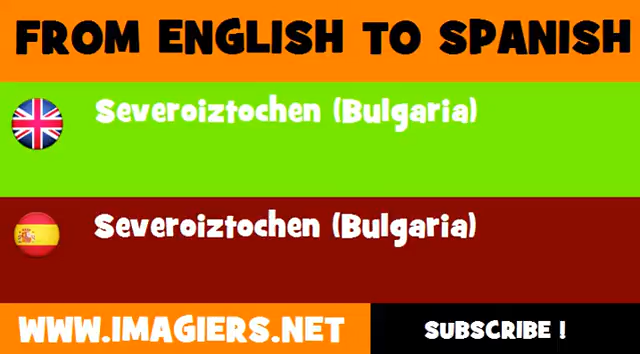 FROM ENGLISH TO SPANISH
Severoiztochen (Bulgaria)
Severoiztochen (Bulgaria)
WWW.IMAGIERS.NET
SUBSCRIBE !